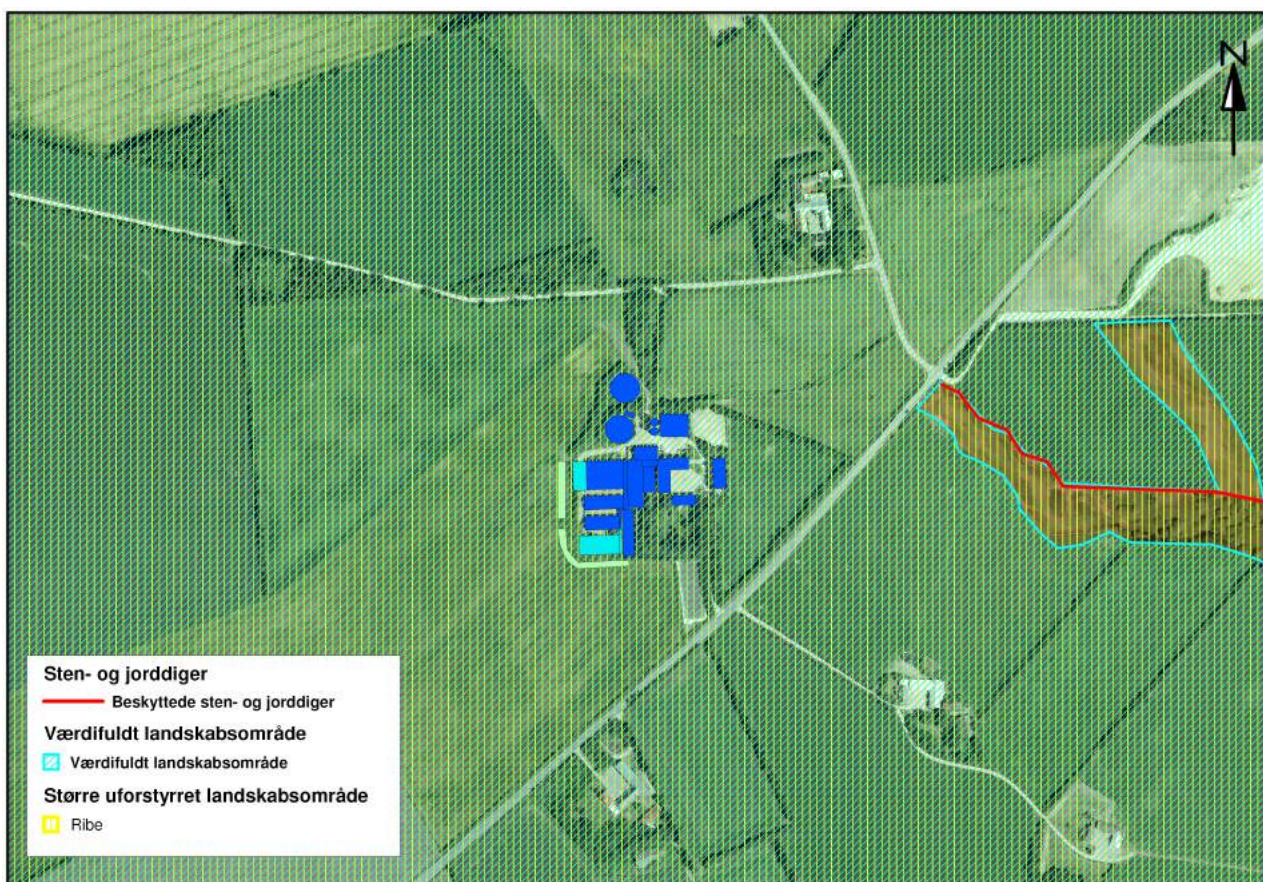 N
Sten- og jorddiger
Beskyttede sten- og jorddiger
Værdifuldt landskabsområde
Værdifuldt landskabsområde
Større uforstyrret landskabsområde
Ribe